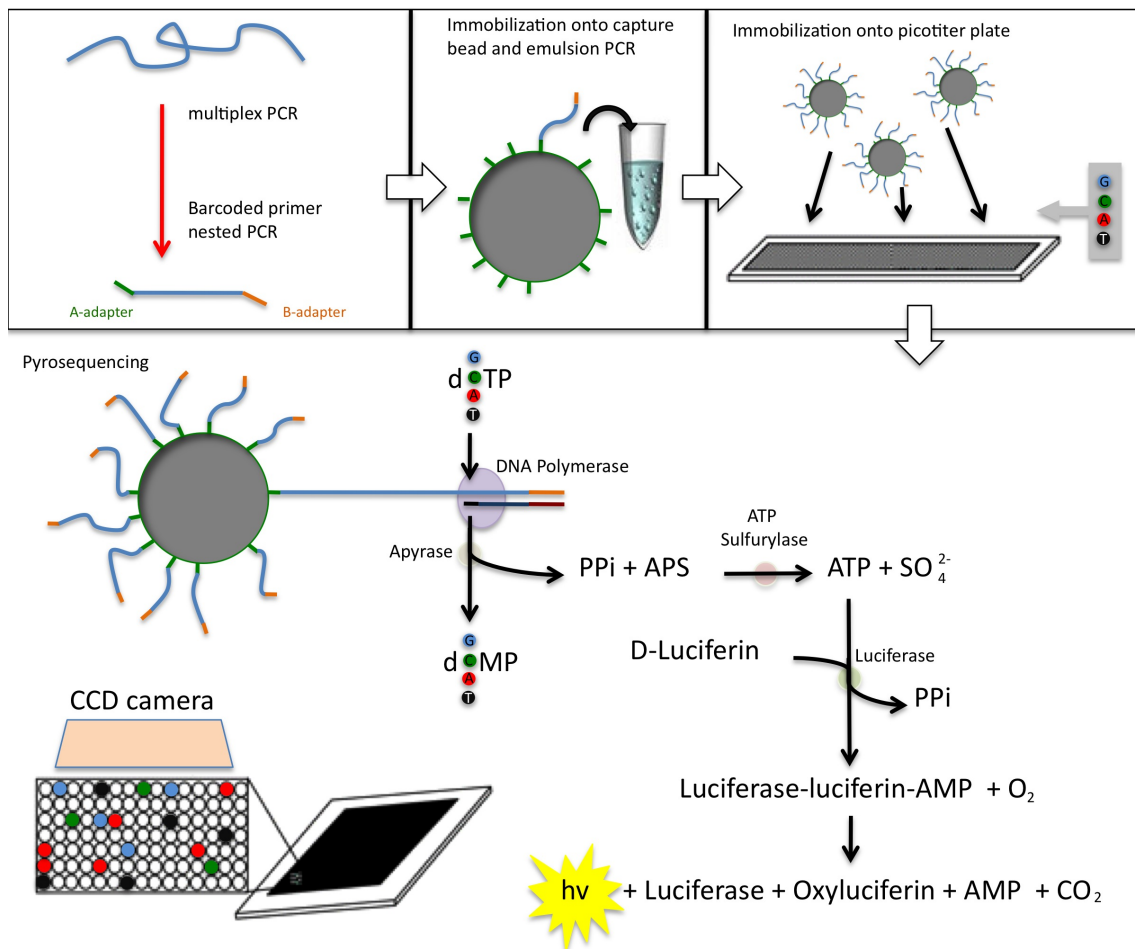 multiplex PCR
Barcoded primer
nested PCR
A-adapter
B-adapter
Immobilization onto capture
bead and emulsion PCR
Immobilization onto picotiter plate
G
C
A
T
Pyrosequencing
G
d C TP
A
T
DNA Polymerase
Apyrase
PPi + APS
ATP
Sulfurylase
ATP + SO 2-
4
G
d C MP
A
T
D-Luciferin
Luciferase
PPi
CCD camera
Luciferase-luciferin-AMP + O2
hv + Luciferase + Oxyluciferin + AMP + CO2